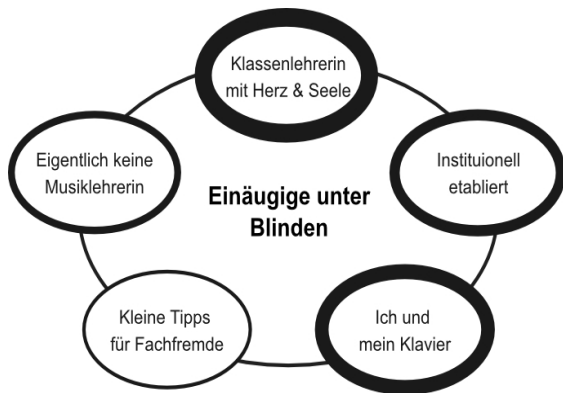 Klassenlehrerin
mit Herz & Seele
Eigentlich keine
Musiklehrerin
Instituionell
etabliert
Einäugige unter
Blinden
Kleine Tipps
für Fachfremde
Ich und
mein Klavier